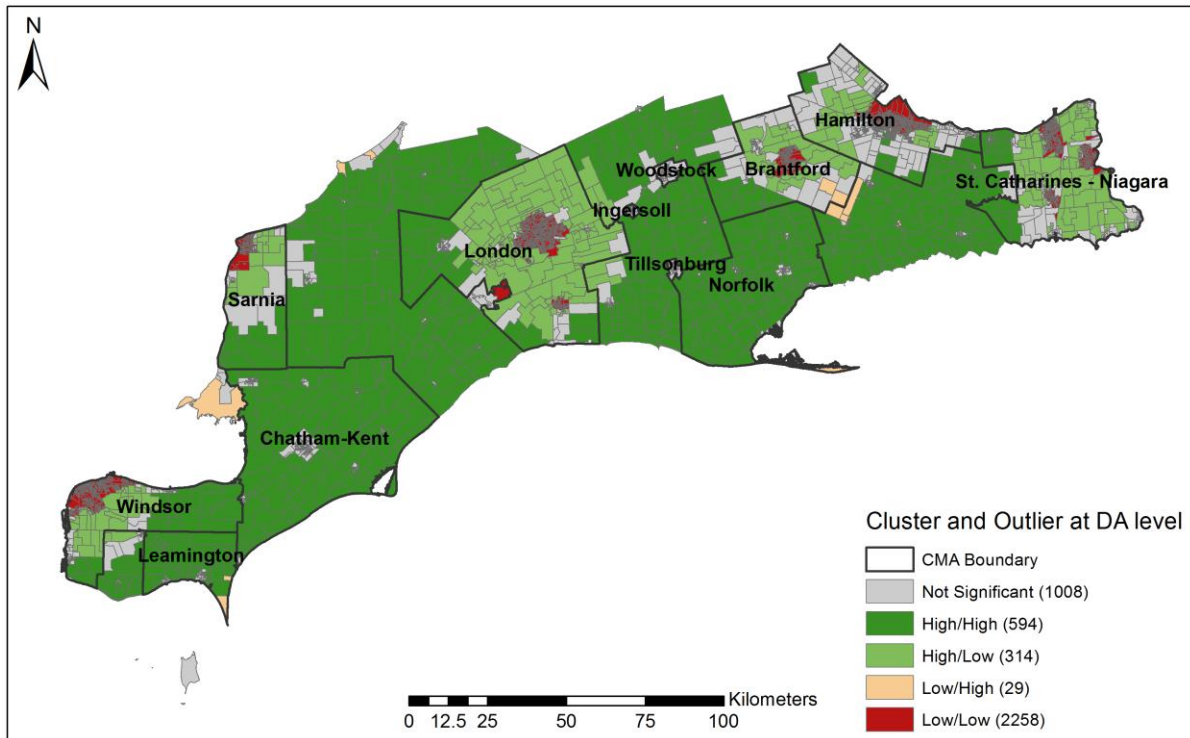 N
Hamilton
Woodstock
Brantford
St. Catharines - Niagara
Ingersoll
London
Tillsonburg
Norfolk
Sarnia
Chatham-Kent
Windsor
Leamington
Cluster and Outlier at DA level
CMA Boundary
Not Significant (1008)
High/High (594)
High/Low (314)
Low/High (29)
Low/Low (2258)
Kilometers
0 12.5 25 50 75 100